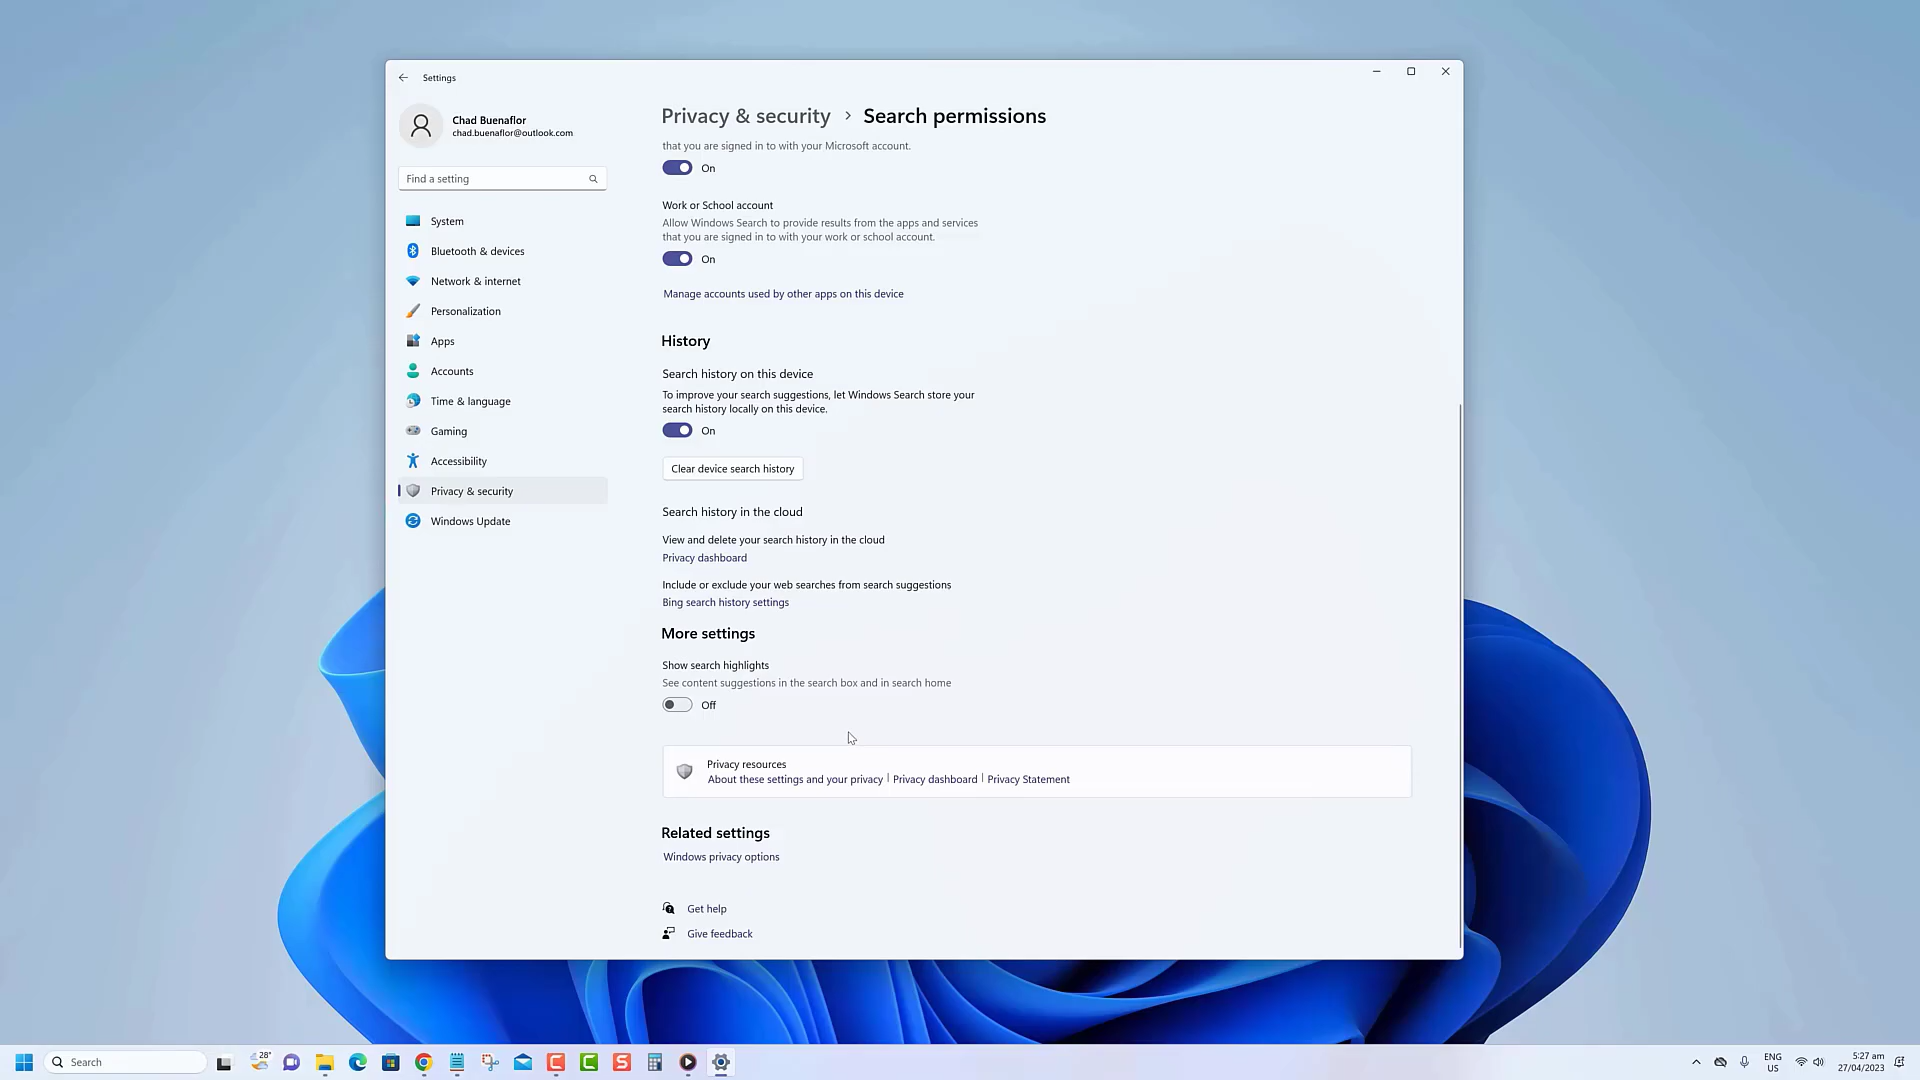 Settings
Chad Buenaflor
chad.buenaflor@outlook.com
Find a setting
System
Bluetooth & devices
Network & internet
Personalization
Apps
Accounts
Time & language
Gaming
Accessibility
Privacy & security
Windows Update
Privacy & security > Search permissions
that you are signed in to with your Microsoft account.
On
Work or School account
Allow Windows Search to provide results from the apps and services
that you are signed in to with your work or school account.
On
Manage accounts used by other apps on this device
History
Search history on this device
To improve your search suggestions, let Windows Search store your
search history locally on this device.
On
Clear device search history
Search history in the cloud
View and delete your search history in the cloud
Privacy dashboard
Include or exclude your web searches from search suggestions
Bing search history settings
More settings
Show search highlights
See content suggestions in the search box and in search home
Off
Privacy resources
About these settings and your privacy | Privacy dashboard | Privacy Statement
Related settings
Windows privacy options
Get help
Give feedback
Search
28°
S
ENG
US
5:27 am
27/04/2023